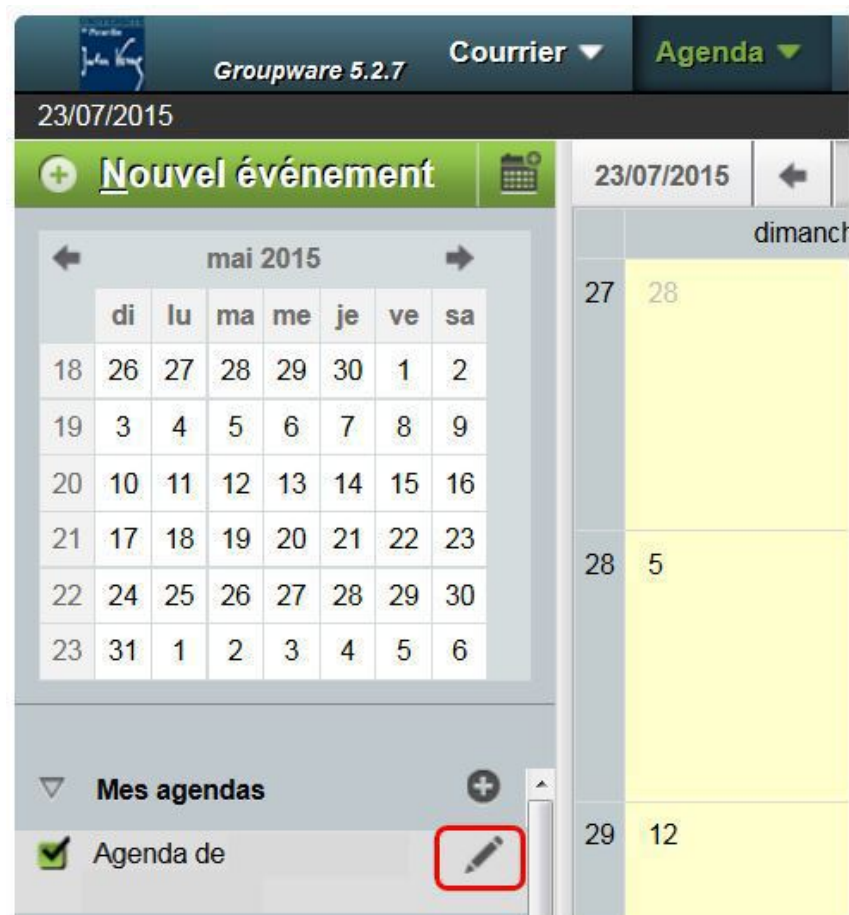 Groupware 5.2.7 Courrier Agenda
23/07/2015
Nouvel événement
mai 2015
di lu ma me je ve sa
18 26 27 28 29 30 1 2
19 3 4 5 6 7 8 9
20 10 11 12 13 14 15 16
21 17 18 19 20 21 22 23
22 24 25 26 27 28 29 30
23 31 1 2 3 4 5 6
Mes agendas
Agenda de
23/07/2015
dimanch
27 28
28 5
29 12